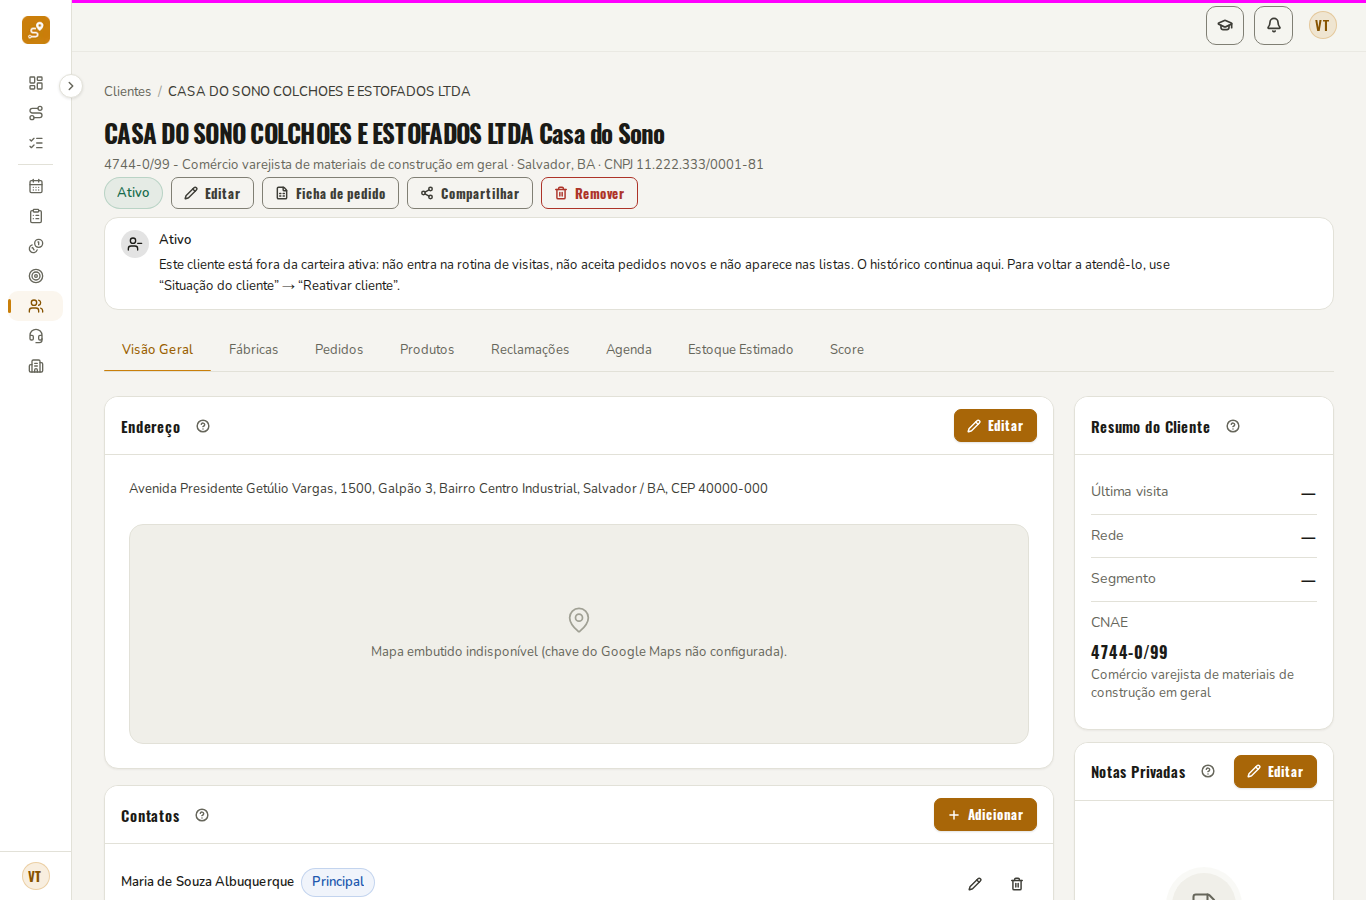 VT
Clientes / CASA DO SONO COLCHOES E ESTOFADOS LTDA
CASA DO SONO COLCHOES E ESTOFADOS LTDA Casa do Sono
4744-0/99 - Comércio varejista de materiais de construção em geral · Salvador, BA · CNPJ 11.222.333/0001-81
Ativo Editar Ficha de pedido Compartilhar Remover
Ativo
Este cliente está fora da carteira ativa: não entra na rotina de visitas, não aceita pedidos novos e não aparece nas listas. O histórico continua aqui. Para voltar a atendê-lo, use
“Situação do cliente” → “Reativar cliente”.
Visão Geral Fábricas Pedidos Produtos Reclamações Agenda Estoque Estimado Score
Endereço Editar
Avenida Presidente Getúlio Vargas, 1500, Galpão 3, Bairro Centro Industrial, Salvador / BA, CEP 40000-000
Mapa embutido indisponível (chave do Google Maps não configurada).
Contatos Adicionar
Maria de Souza Albuquerque Principal
Resumo do Cliente
Última visita —
Rede —
Segmento —
CNAE
4744-0/99
Comércio varejista de materiais de
construção em geral
Notas Privadas Editar
VT